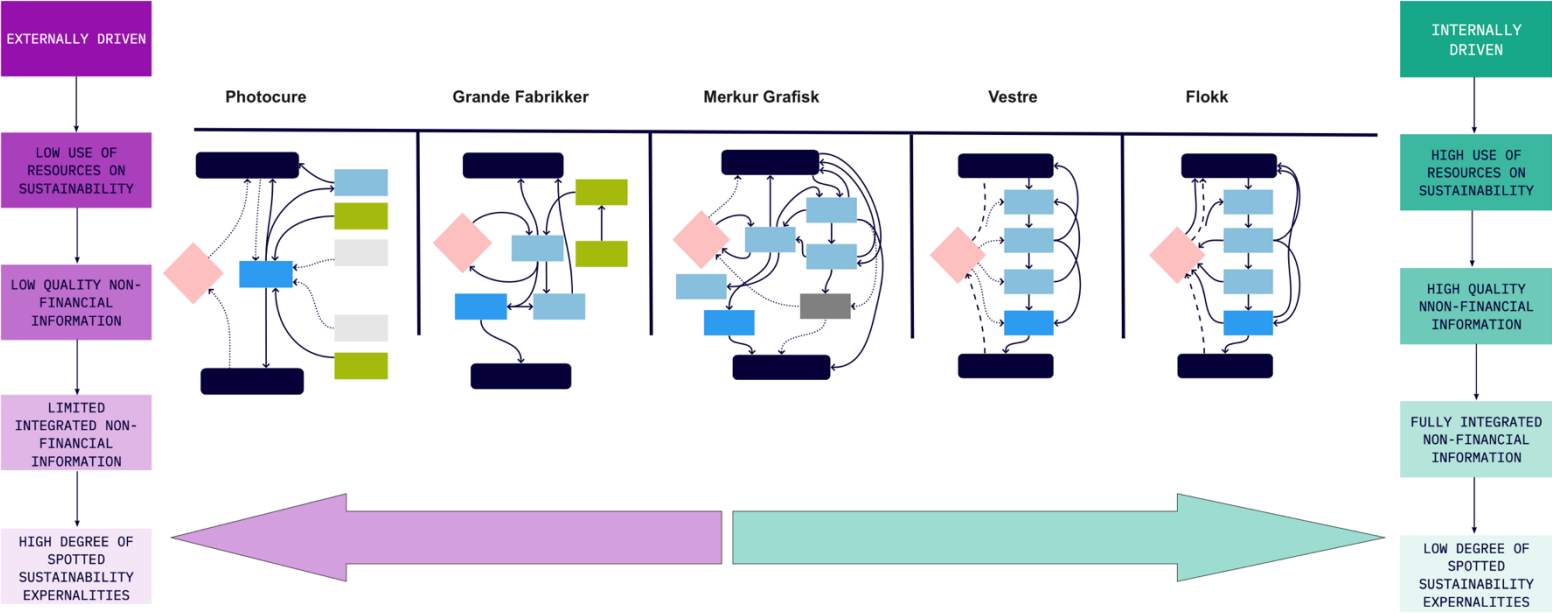 EXTERNALLY DRIVEN
LOW USE OF
RESOURCES ON
SUSTAINABILITY
LOW QUALITY NON-
FINANCIAL
INFORMATION
LIMITED
INTEGRATED NON-
FINANCIAL
INFORMATION
HIGH DEGREE OF
SPOTTED
SUSTAINABILITY
EXPERNALITIES
Photocure
Grande Fabrikker
Merkur Grafisk
Vestre
Flokk
INTERNALLY
DRIVEN
HIGH USE OF
RESOURCES ON
SUSTAINABILITY
HIGH QUALITY
NNON-FINANCIAL
INFORMATION
FULLY INTEGRATED
NON-FINANCIAL
INFORMATION
LOW DEGREE OF
SPOTTED
SUSTAINABILITY
EXPERNALITIES